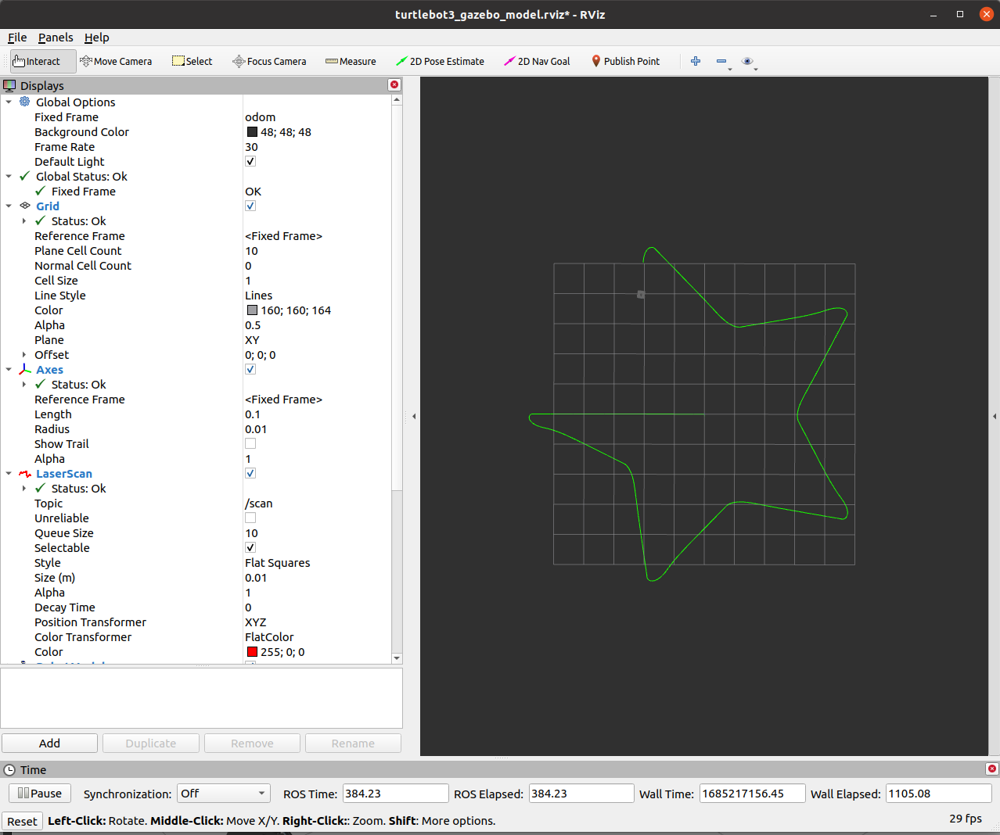 turtlebot3_gazebo_model.rviz* - RViz
File Panels Help
Interact Move Camera Select Focus Camera Measure 2D Pose Estimate 2D Nav Goal Publish Point
Displays
Global Options
Fixed Frame odom
Background Color 48; 48; 48
Frame Rate 30
Default Light
Global Status: Ok
Fixed Frame OK
Grid
Status: Ok
Reference Frame <Fixed Frame>
Plane Cell Count 10
Normal Cell Count 0
Cell Size 1
Line Style Lines
Color 160; 160; 164
Alpha 0.5
Plane XY
Offset 0; 0; 0
Axes
Status: Ok
Reference Frame <Fixed Frame>
Length 0.1
Radius 0.01
Show Trail
Alpha 1
LaserScan
Status: Ok
Topic /scan
Unreliable
Queue Size 10
Selectable
Style Flat Squares
Size (m) 0.01
Alpha 1
Decay Time 0
Position Transformer XYZ
Color Transformer FlatColor
Color 255; 0; 0
Add Duplicate Remove Rename
Time
Pause Synchronization: Off ROS Time: 384.23 ROS Elapsed: 384.23 Wall Time: 1685217156.45 Wall Elapsed: 1105.08
Reset Left-Click: Rotate. Middle-Click: Move X/Y. Right-Click:: Zoom. Shift: More options. 29 fps